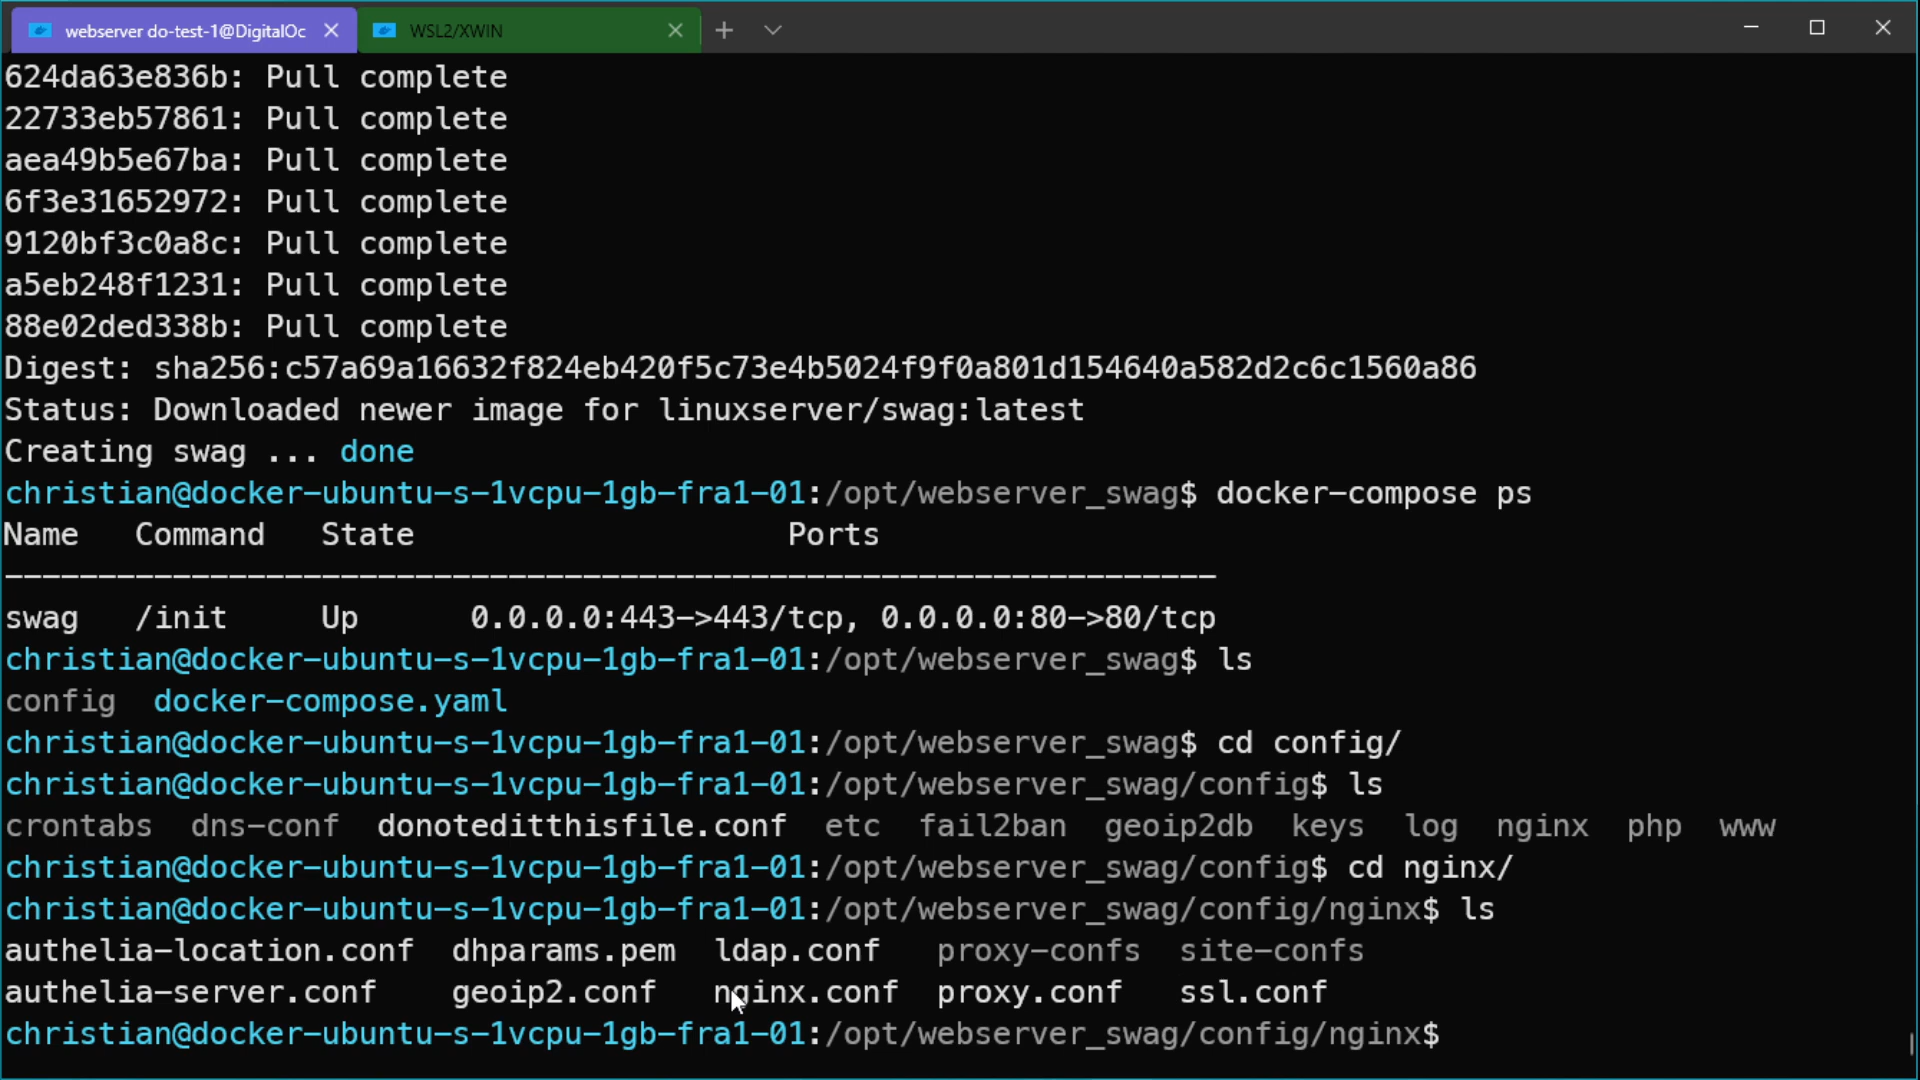 webserver do-test-1@DigitalOc
WSL2/XWIN
624da63e836b: Pull complete
22733eb57861: Pull complete
aea49b5e67ba: Pull complete
6f3e31652972: Pull complete
9120bf3c0a8c: Pull complete
a5eb248f1231: Pull complete
88e02ded338b: Pull complete
Digest: sha256:c57a69a16632f824eb420f5c73e4b5024f9f0a801d154640a582d2c6c1560a86
Status: Downloaded newer image for linuxserver/swag:latest
Creating swag ... done
christian@docker-ubuntu-s-1vcpu-1gb-fra1-01:/opt/webserver_swag$ docker-compose ps
Name   Command   State                    Ports
-----------------------------------------------------------------
swag   /init     Up      0.0.0.0:443->443/tcp, 0.0.0.0:80->80/tcp
christian@docker-ubuntu-s-1vcpu-1gb-fra1-01:/opt/webserver_swag$ ls
config  docker-compose.yaml
christian@docker-ubuntu-s-1vcpu-1gb-fra1-01:/opt/webserver_swag$ cd config/
christian@docker-ubuntu-s-1vcpu-1gb-fra1-01:/opt/webserver_swag/config$ ls
crontabs  dns-conf  donoteditthisfile.conf  etc  fail2ban  geoip2db  keys  log  nginx  php  www
christian@docker-ubuntu-s-1vcpu-1gb-fra1-01:/opt/webserver_swag/config$ cd nginx/
christian@docker-ubuntu-s-1vcpu-1gb-fra1-01:/opt/webserver_swag/config/nginx$ ls
authelia-location.conf  dhparams.pem  ldap.conf   proxy-confs  site-confs
authelia-server.conf    geoip2.conf   nginx.conf  proxy.conf   ssl.conf
christian@docker-ubuntu-s-1vcpu-1gb-fra1-01:/opt/webserver_swag/config/nginx$